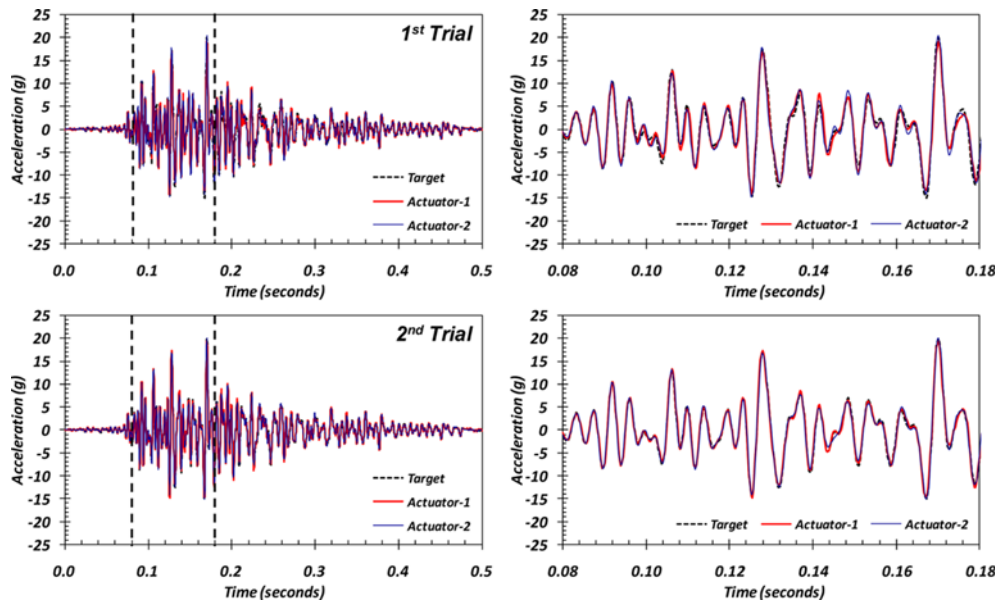 1st Trial
Acceleration (g)
25
20
15
10
5
0
-5
-10
-15
-20
-25
Target
Actuator-1
Actuator-2
0.0 0.1 0.2 0.3 0.4 0.5
Time (seconds)
Acceleration (g)
25
20
15
10
5
0
-5
-10
-15
-20
-25
Target Actuator-1 Actuator-2
0.08 0.10 0.12 0.14 0.16 0.18
Time (seconds)
2nd Trial
Acceleration (g)
25
20
15
10
5
0
-5
-10
-15
-20
-25
Target
Actuator-1
Actuator-2
0.0 0.1 0.2 0.3 0.4 0.5
Time (seconds)
Acceleration (g)
25
20
15
10
5
0
-5
-10
-15
-20
-25
Target Actuator-1 Actuator-2
0.08 0.10 0.12 0.14 0.16 0.18
Time (seconds)